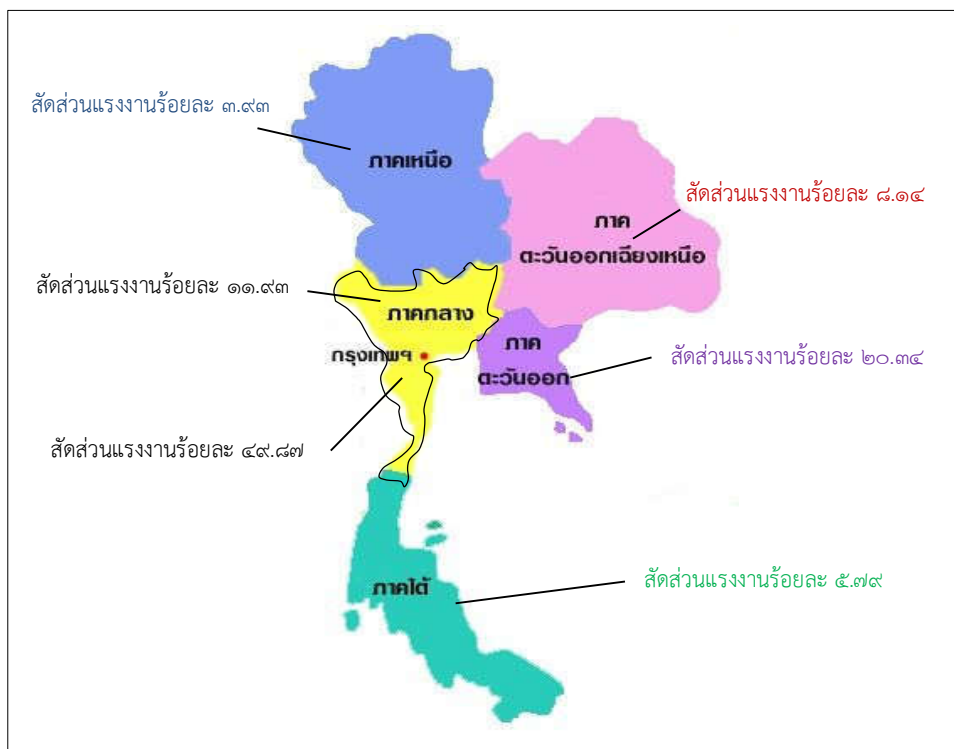 สัดส่วนแรงงานร้อยละ ๓.๙๓
ภาคเหนือ
สัดส่วนแรงงานร้อยละ ๘.๑๔
ภาค
ตะวันออกเฉียงเหนือ
สัดส่วนแรงงานร้อยละ ๑๑.๙๓
ภาคกลาง
กรุงเทพฯ
ภาค
ตะวันออก
สัดส่วนแรงงานร้อยละ ๒๐.๓๔
สัดส่วนแรงงานร้อยละ ๔๙.๘๗
ภาคใต้
สัดส่วนแรงงานร้อยละ ๕.๗๙